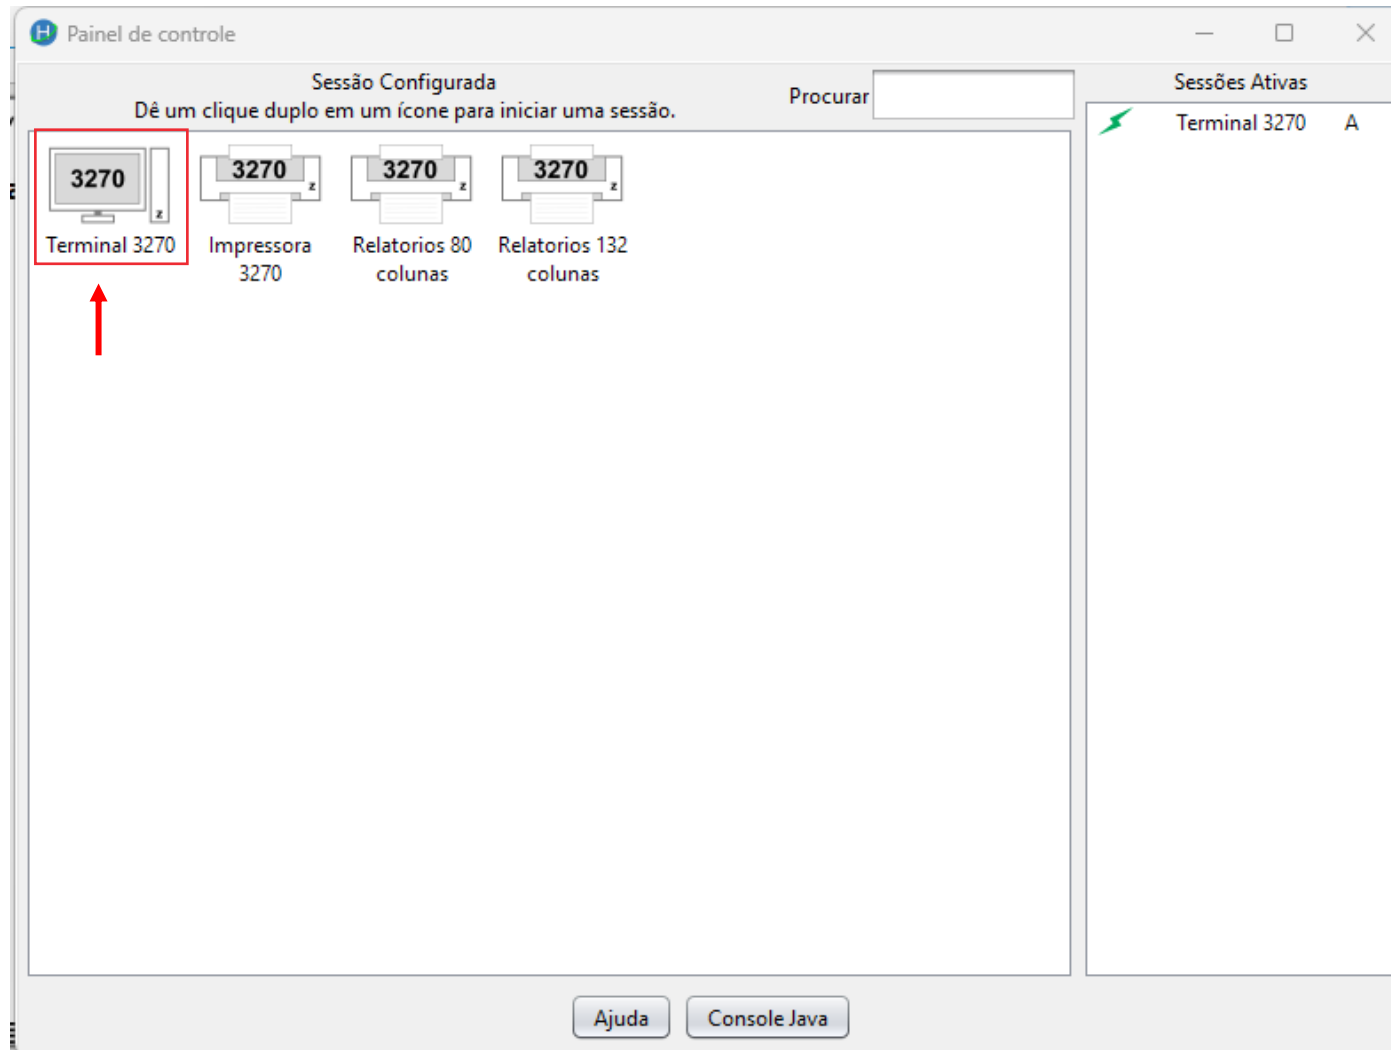 Painel de controle
Sessão Configurada
Dê um clique duplo em um ícone para iniciar uma sessão.
Procurar
Sessões Ativas
Terminal 3270 A
3270
z
Terminal 3270
3270
z
Impressora
3270
3270
z
Relatorios 80
colunas
3270
z
Relatorios 132
colunas
Ajuda
Console Java